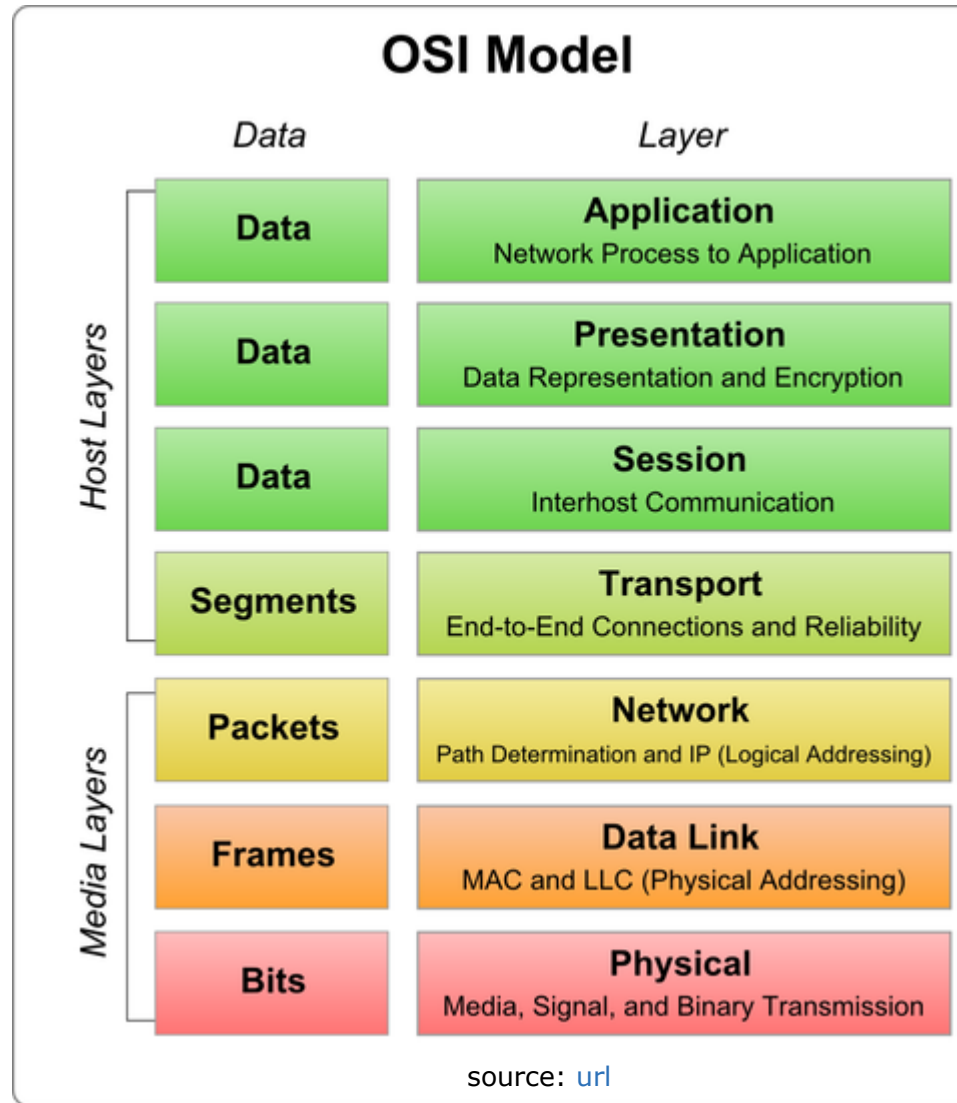 OSI Model
Data Layer
Host Layers
Data
Application
Network Process to Application
Data
Presentation
Data Representation and Encryption
Data
Session
Interhost Communication
Segments
Transport
End-to-End Connections and Reliability
Media Layers
Packets
Network
Path Determination and IP (Logical Addressing)
Frames
Data Link
MAC and LLC (Physical Addressing)
Bits
Physical
Media, Signal, and Binary Transmission
source: url